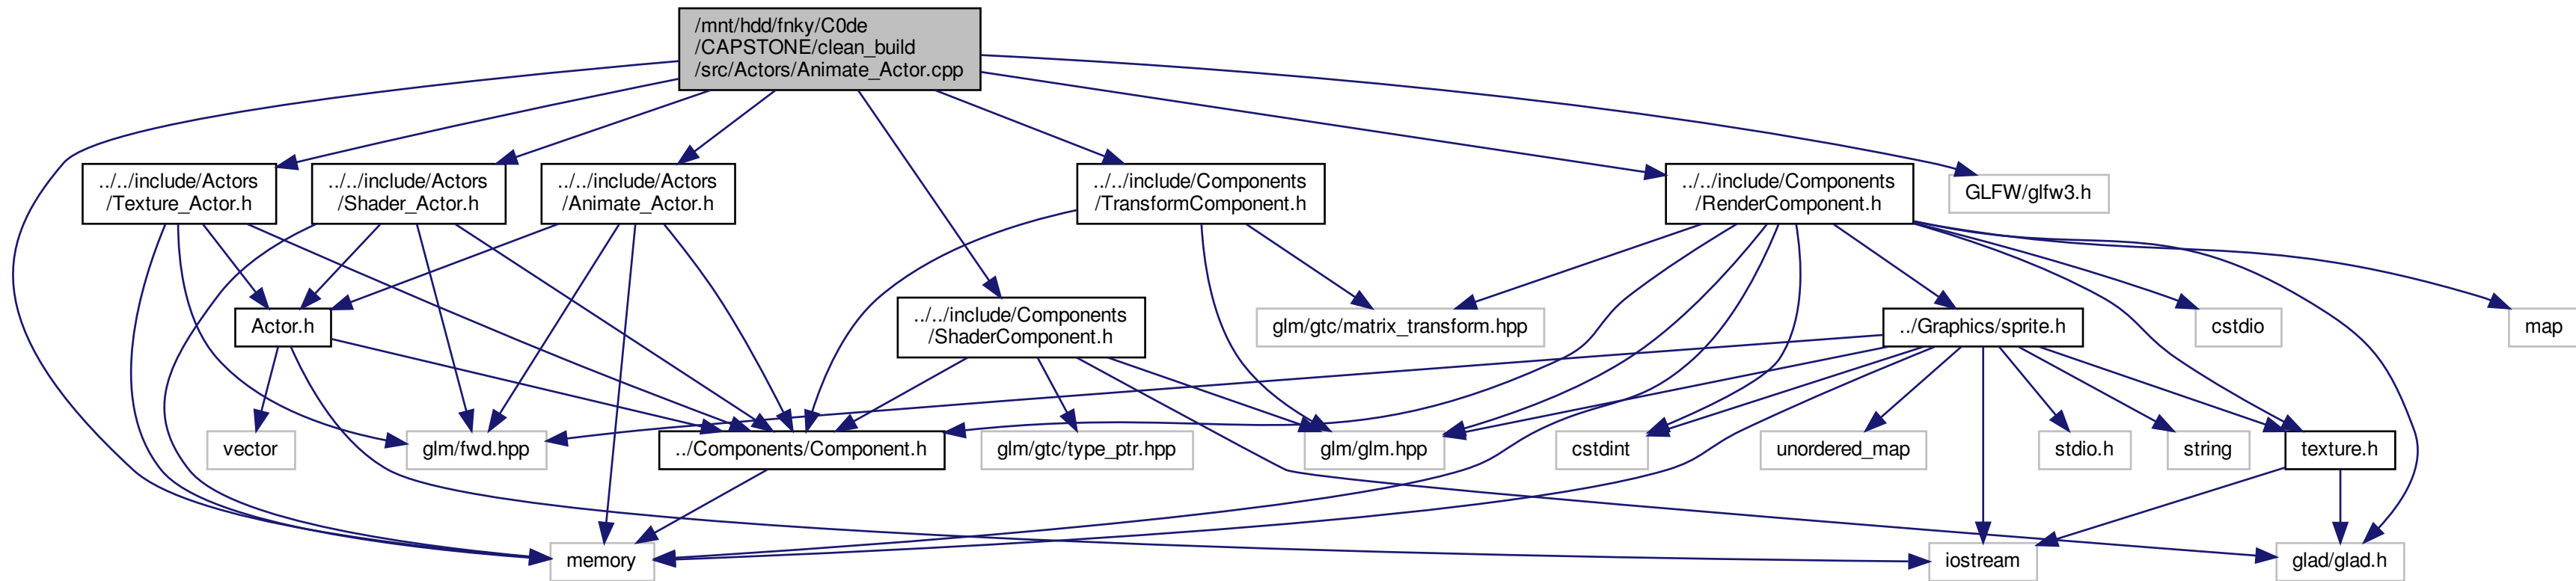 /mnt/hdd/fnky/C0de
/CAPSTONE/clean_build
/src/Actors/Animate_Actor.cpp
../../include/Actors
/Texture_Actor.h
../../include/Actors
/Shader_Actor.h
../../include/Actors
/Animate_Actor.h
../../include/Components
/TransformComponent.h
../../include/Components
/RenderComponent.h
GLFW/glfw3.h
Actor.h
../../include/Components
/ShaderComponent.h
glm/gtc/matrix_transform.hpp
../Graphics/sprite.h
cstdio
map
vector
glm/fwd.hpp
../Components/Component.h
glm/gtc/type_ptr.hpp
glm/glm.hpp
cstdint
unordered_map
stdio.h
string
texture.h
memory
iostream
glad/glad.h